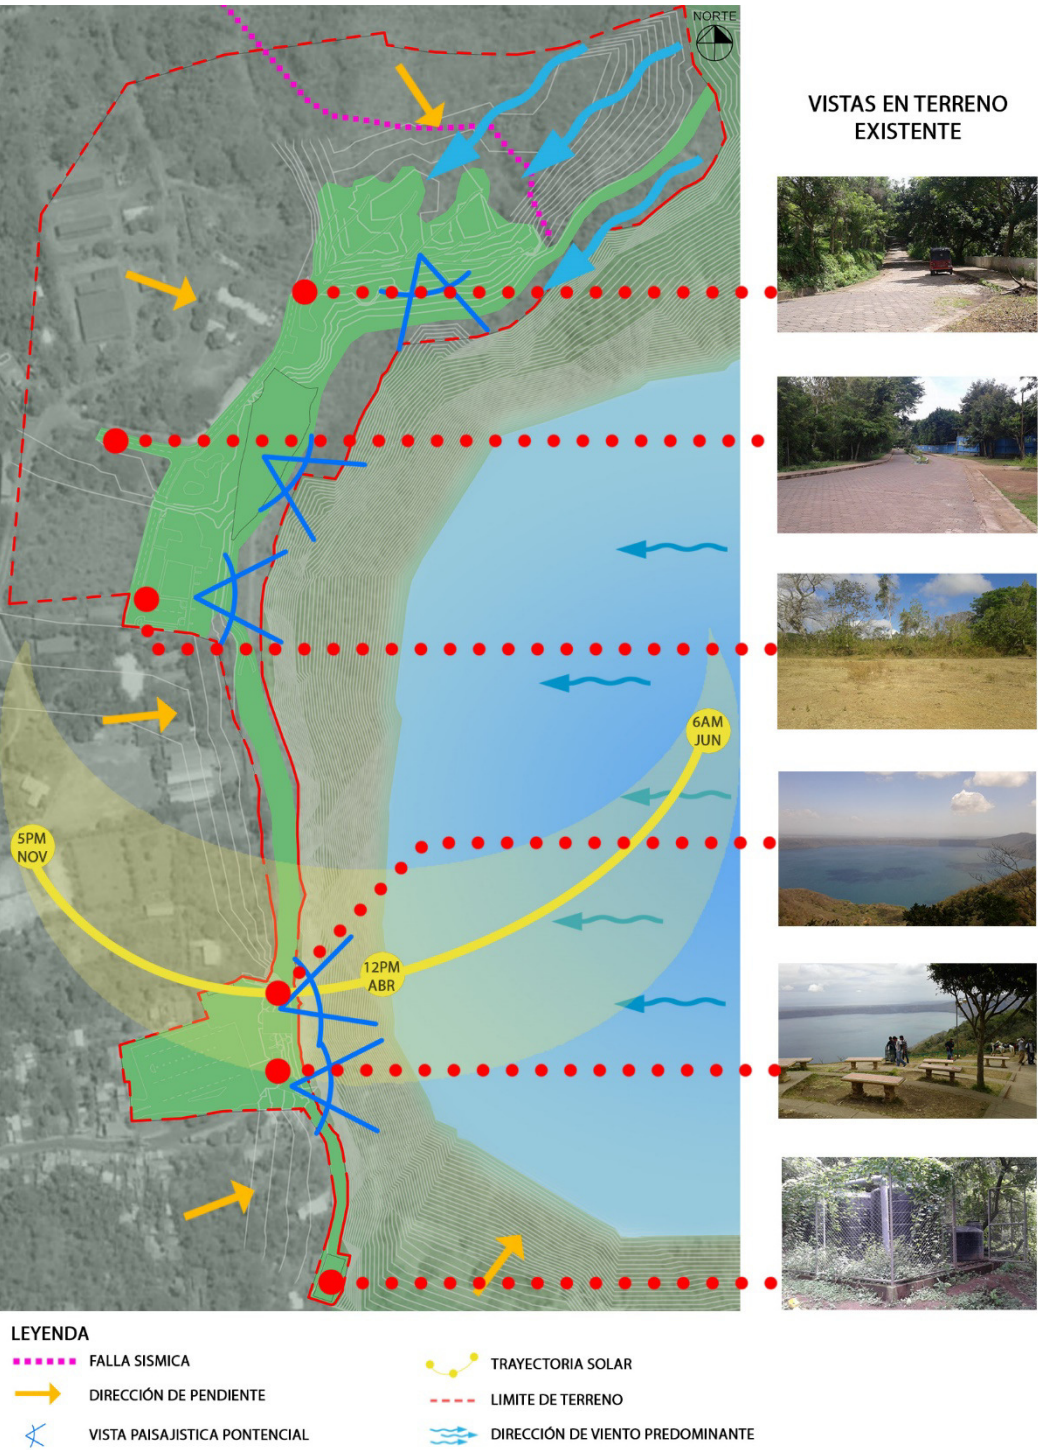 NORTE
VISTAS EN TERRENO
EXISTENTE
6AM
JUN
5PM
NOV
12PM
ABR
LEYENDA
FALLA SISMICA
DIRECCIÓN DE PENDIENTE
VISTA PAISAJISTICA PONTENCIAL
TRAYECTORIA SOLAR
LIMITE DE TERRENO
DIRECCIÓN DE VIENTO PREDOMINANTE